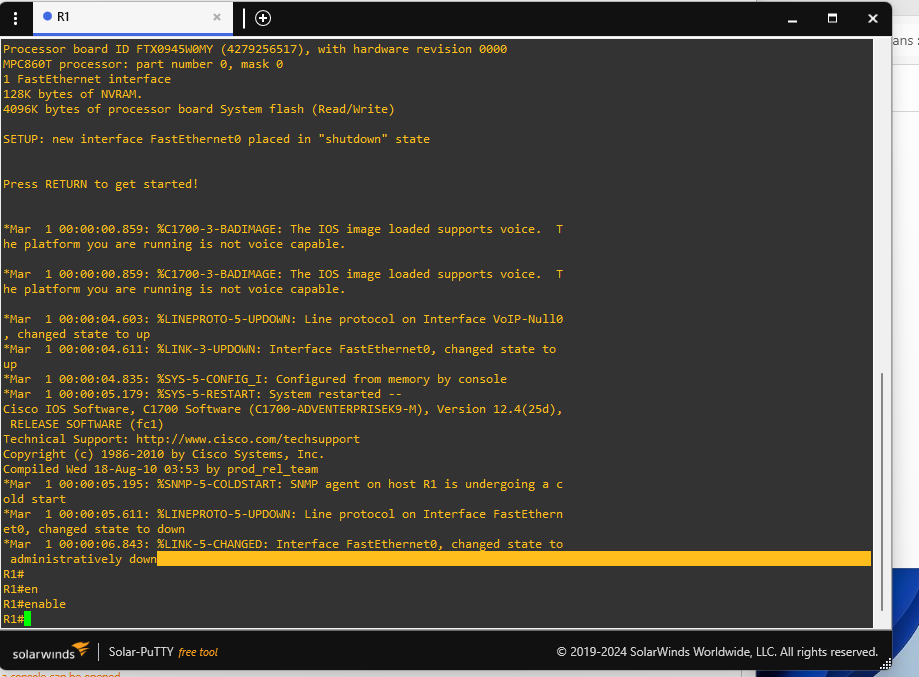 R1
Processor board ID FTX0945W0MY (4279256517), with hardware revision 0000
MPC860T processor: part number 0, mask 0
1 FastEthernet interface
128K bytes of NVRAM.
4096K bytes of processor board System flash (Read/Write)
SETUP: new interface FastEthernet0 placed in "shutdown" state
Press RETURN to get started!
*Mar  1 00:00:00.859: %C1700-3-BADIMAGE: The IOS image loaded supports voice.  T
he platform you are running is not voice capable.
*Mar  1 00:00:00.859: %C1700-3-BADIMAGE: The IOS image loaded supports voice.  T
he platform you are running is not voice capable.
*Mar  1 00:00:04.603: %LINEPROTO-5-UPDOWN: Line protocol on Interface VoIP-Null0
, changed state to up
*Mar  1 00:00:04.611: %LINK-3-UPDOWN: Interface FastEthernet0, changed state to
up
*Mar  1 00:00:04.835: %SYS-5-CONFIG_I: Configured from memory by console
*Mar  1 00:00:05.179: %SYS-5-RESTART: System restarted --
Cisco IOS Software, C1700 Software (C1700-ADVENTERPRISEK9-M), Version 12.4(25d),
 RELEASE SOFTWARE (fc1)
Technical Support: http://www.cisco.com/techsupport
Copyright (c) 1986-2010 by Cisco Systems, Inc.
Compiled Wed 18-Aug-10 03:53 by prod_rel_team
*Mar  1 00:00:05.195: %SNMP-5-COLDSTART: SNMP agent on host R1 is undergoing a c
old start
*Mar  1 00:00:05.611: %LINEPROTO-5-UPDOWN: Line protocol on Interface FastEthern
et0, changed state to down
*Mar  1 00:00:06.843: %LINK-5-CHANGED: Interface FastEthernet0, changed state to
 administratively down
R1#
R1#en
R1#enable
R1#
solarwinds Solar-PuTTY free tool © 2019-2024 SolarWinds Worldwide, LLC. All rights reserved.